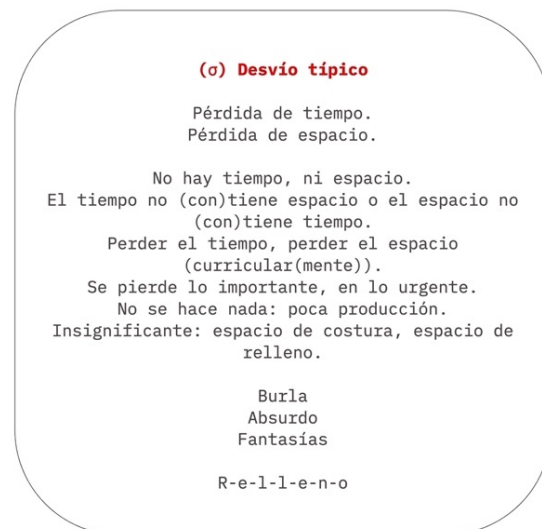 (σ) Desvío típico
Pérdida de tiempo.
Pérdida de espacio.
No hay tiempo, ni espacio.
El tiempo no (con)tiene espacio o el espacio no
(con)tiene tiempo.
Perder el tiempo, perder el espacio
(curricular(mente)).
Se pierde lo importante, en lo urgente.
No se hace nada: poca producción.
Insignificante: espacio de costura, espacio de
relleno.
Burla
Absurdo
Fantasías
R-e-l-l-e-n-o